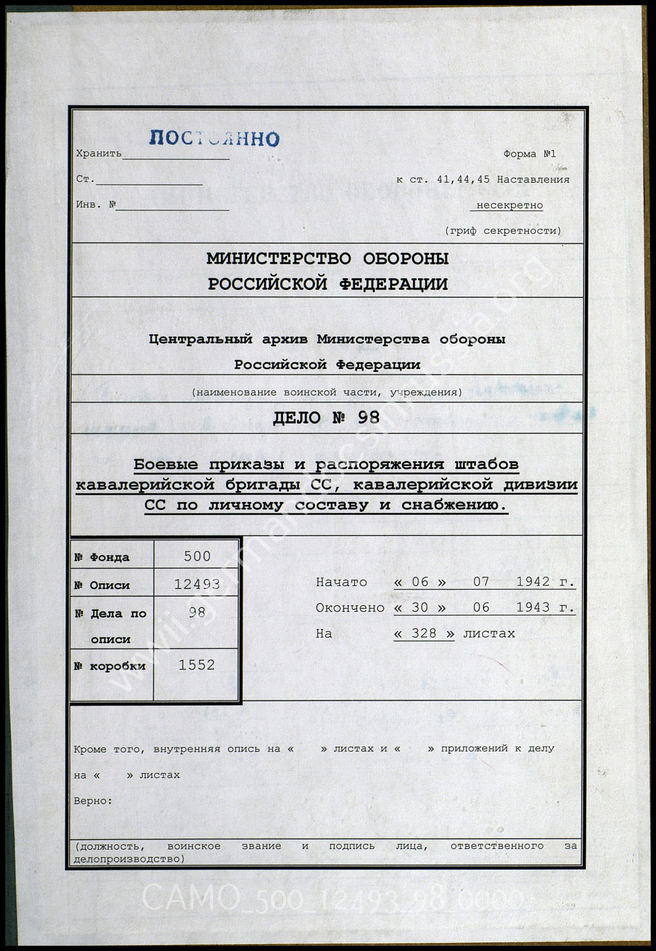 ПОСТОЯННО
Хранить
Форма №1
Ст.
к ст. 41,44,45 Наставления
Инв. №
несекретно
(гриф секретности)
МИНИСТЕРСТВО ОБОРОНЫ
РОССИЙСКОЙ ФЕДЕРАЦИИ
Центральный архив Министерства обороны
Российской Федерации
(наименование воинской части, учреждения)
ДЕЛО № 98
Боевые приказы и распоряжения штабов
кавалерийской бригады СС, кавалерийской дивизии
СС по личному составу и снабжению.
№ Фонда 500
№ Описи 12493
№ Дела по 98
описи
№ коробки 1552
Начато « 06 » 07 1942 г.
Окончено « 30 » 06 1943 г.
На « 328 » листах
Кроме того, внутренняя опись на « » листах и « » приложений к делу
на « » листах
Верно:
(должность, воинское звание и подпись лица, ответственного за
делопроизводство)
CAMO_500_12493_98_0000